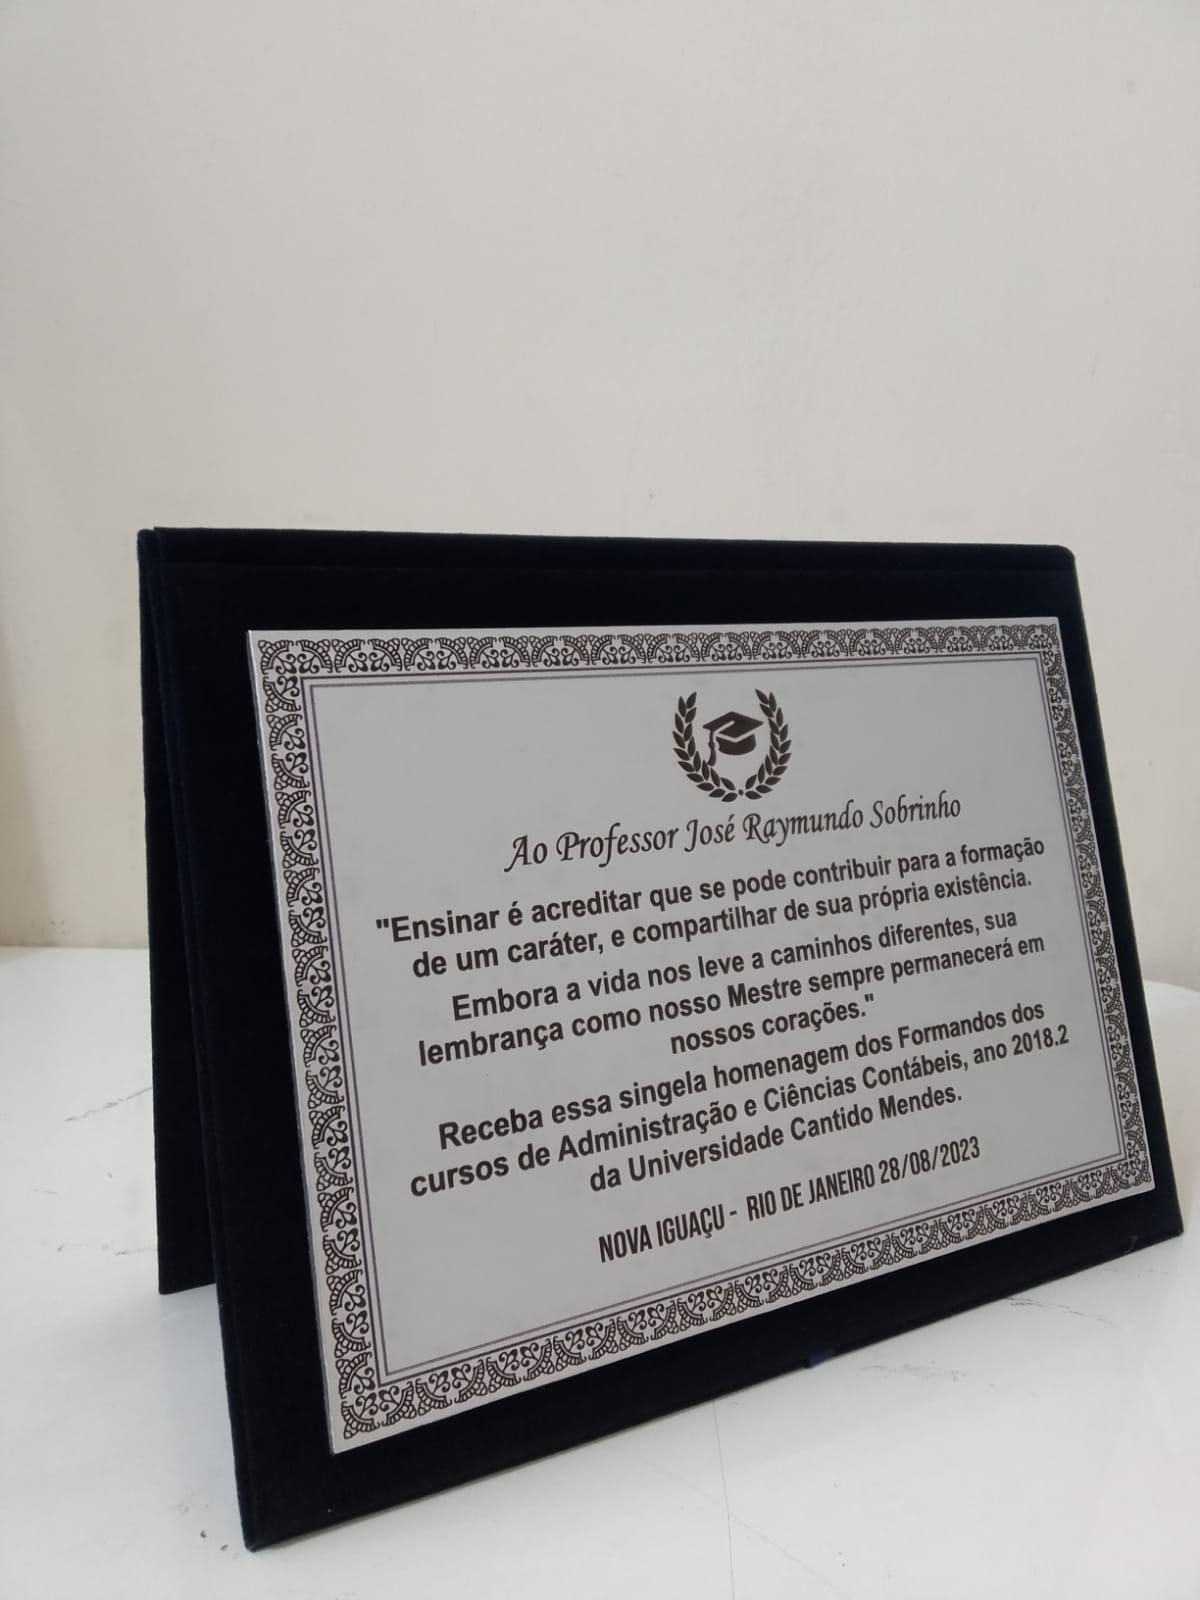 Ao Professor José Raymundo Sobrinho
"Ensinar é acreditar que se pode contribuir para a formação
de um caráter, e compartilhar de sua própria existência.
Embora a vida nos leve a caminhos diferentes, sua
lembrança como nosso Mestre sempre permanecerá em
nossos corações."
Receba essa singela homenagem dos Formandos dos
cursos de Administração e Ciências Contábeis, ano 2018.2
da Universidade Cantido Mendes.
NOVA IGUAÇU - RIO DE JANEIRO 28/08/2023